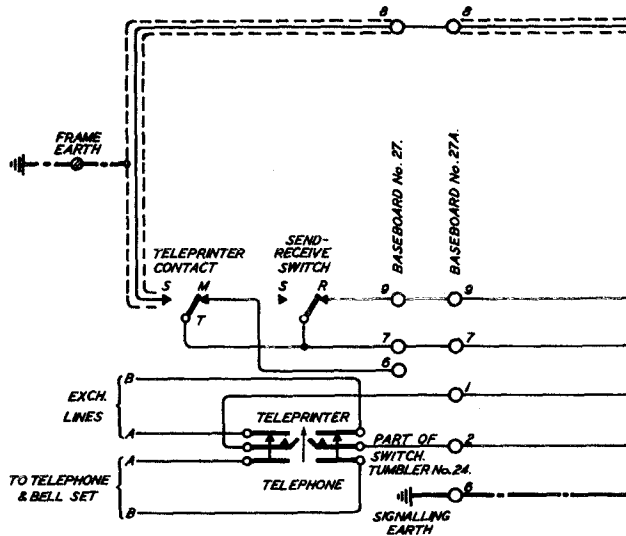 8 8
FRAME
EARTH
BASEBOARD No. 27.
BASEBOARD No. 27A.
TELEPRINTER
CONTACT
SEND-
RECEIVE
SWITCH
S M
T
S R
9 9
7 7
6
EXCH.
LINES
B
A
1
TELEPRINTER
PART OF
SWITCH.
TUMBLER No. 24.
2
TO TELEPHONE
& BELL SET
A
B
TELEPHONE
6
SIGNALLING
EARTH